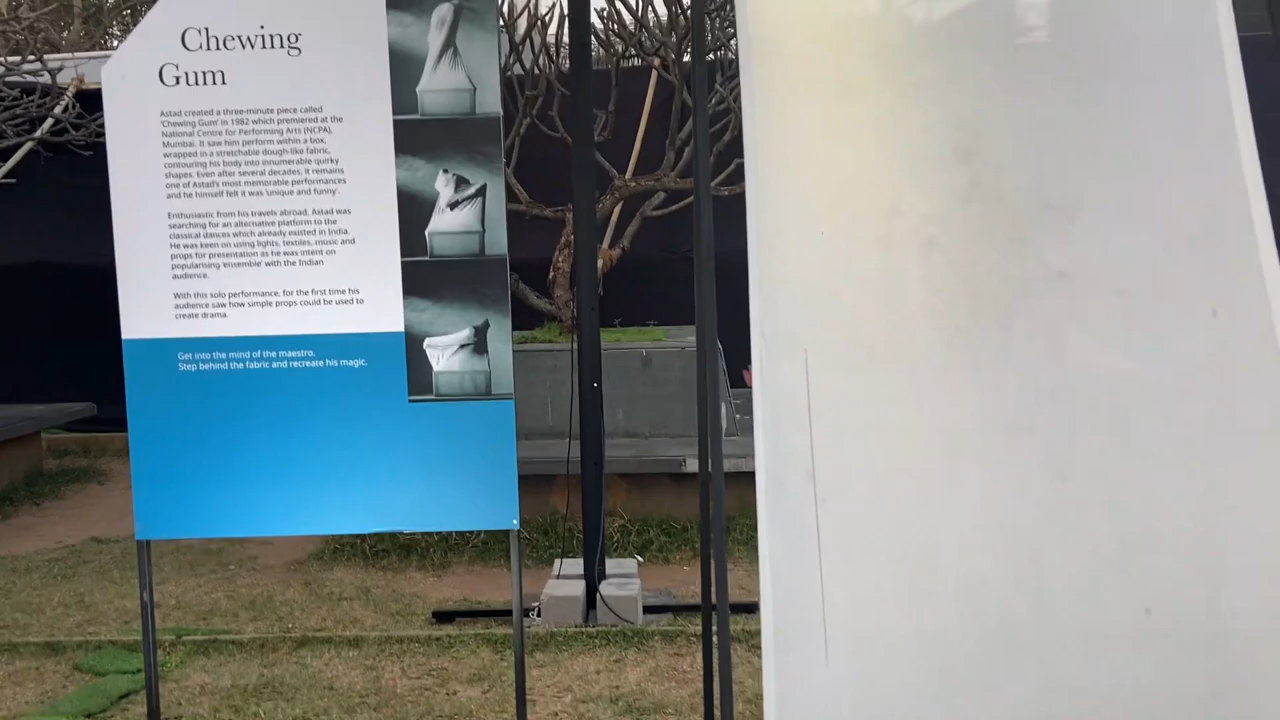 Chewing
Gum
Astad created a three-minute piece called
'Chewing Gum' in 1982 which premiered at the
National Centre for Performing Arts (NCPA),
Mumbai. It saw him perform within a box,
wrapped in a stretchable dough-like fabric,
contouring his body into innumerable quirky
shapes. Even after several decades, it remains
one of Astad's most memorable performances
and he himself felt it was 'unique and funny'.
Enthusiastic from his travels abroad, Astad was
searching for an alternative platform to the
classical dances which already existed in India.
He was keen on using lights, textiles, music and
props for presentation as he was intent on
popularising 'ensemble' with the Indian
audience.
With this solo performance, for the first time his
audience saw how simple props could be used to
create drama.
Get into the mind of the maestro.
Step behind the fabric and recreate his magic.